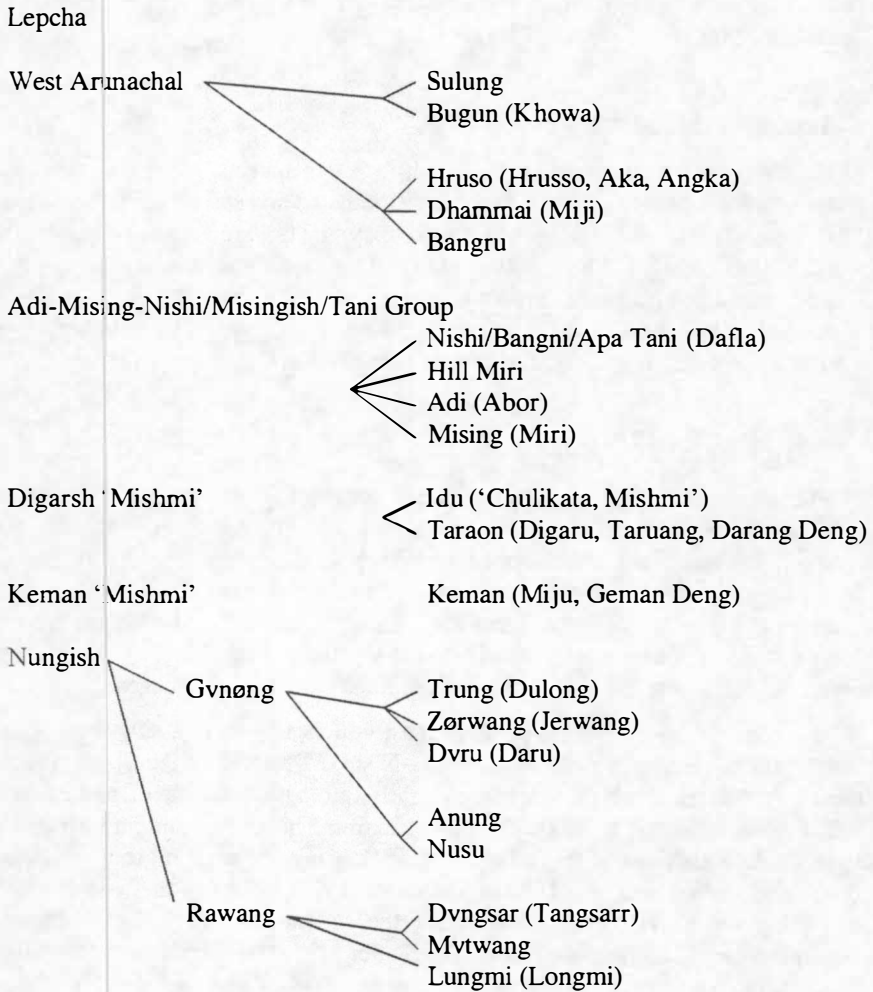 Lepcha
West Arunachal
Sulung
Bugun (Khowa)
Hruso (Hrusso, Aka, Angka)
Dhammai (Miji)
Bangru
Adi-Mising-Nishi/Misingish/Tani Group
Nishi/Bangni/Apa Tani (Dafla)
Hill Miri
Adi (Abor)
Mising (Miri)
Digarsh ‘Mishmi’
Idu (‘Chulikata, Mishmi’)
Taraon (Digaru, Taruang, Darang Deng)
Keman ‘Mishmi’
Keman (Miju, Geman Deng)
Nungish
Gvnøng
Trung (Dulong)
Zørwang (Jerwang)
Dvru (Daru)
Anung
Nusu
Rawang
Dvngsar (Tangsarr)
Mvtwang
Lungmi (Longmi)